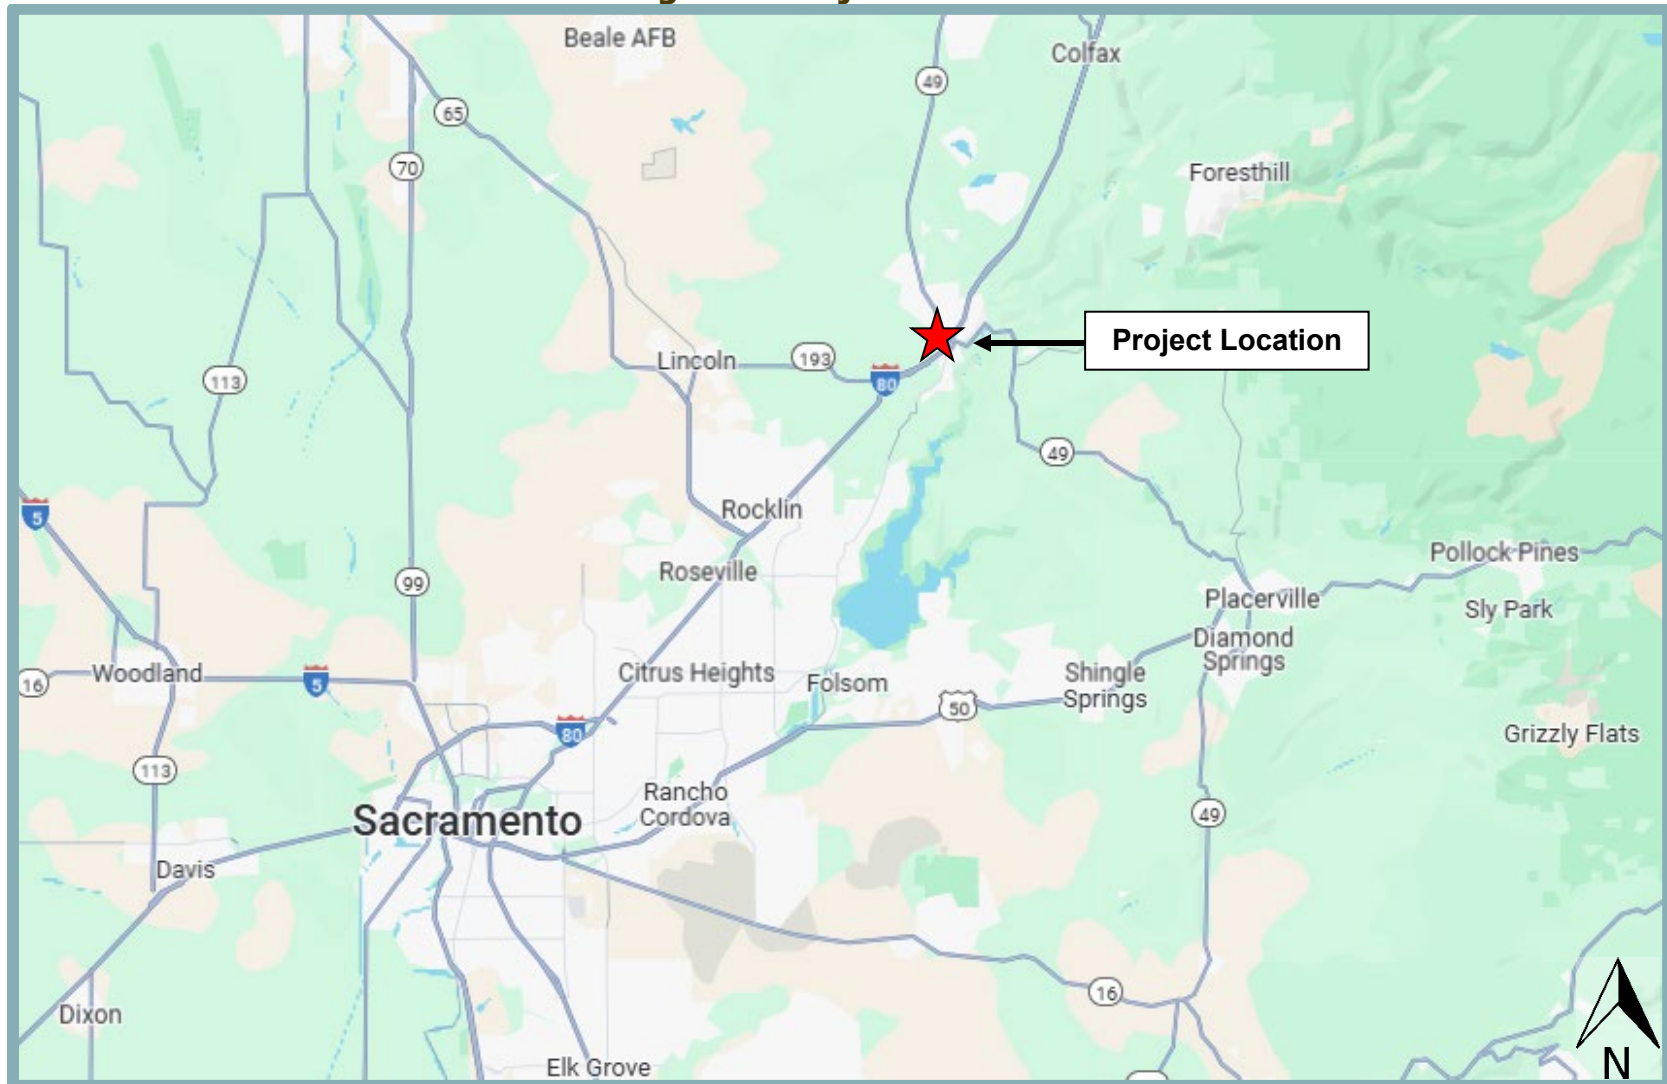 Beale AFB
Colfax
49
65
70
Foresthill
Project Location
Lincoln
193
80
113
49
5
Rocklin
Pollock Pines
Roseville
99
Placerville
Sly Park
Diamond
Springs
16
Woodland
5
Citrus Heights
Folsom
Shingle
Springs
50
80
Grizzly Flats
113
Rancho
Cordova
Sacramento
49
Davis
16
Dixon
Elk Grove
N